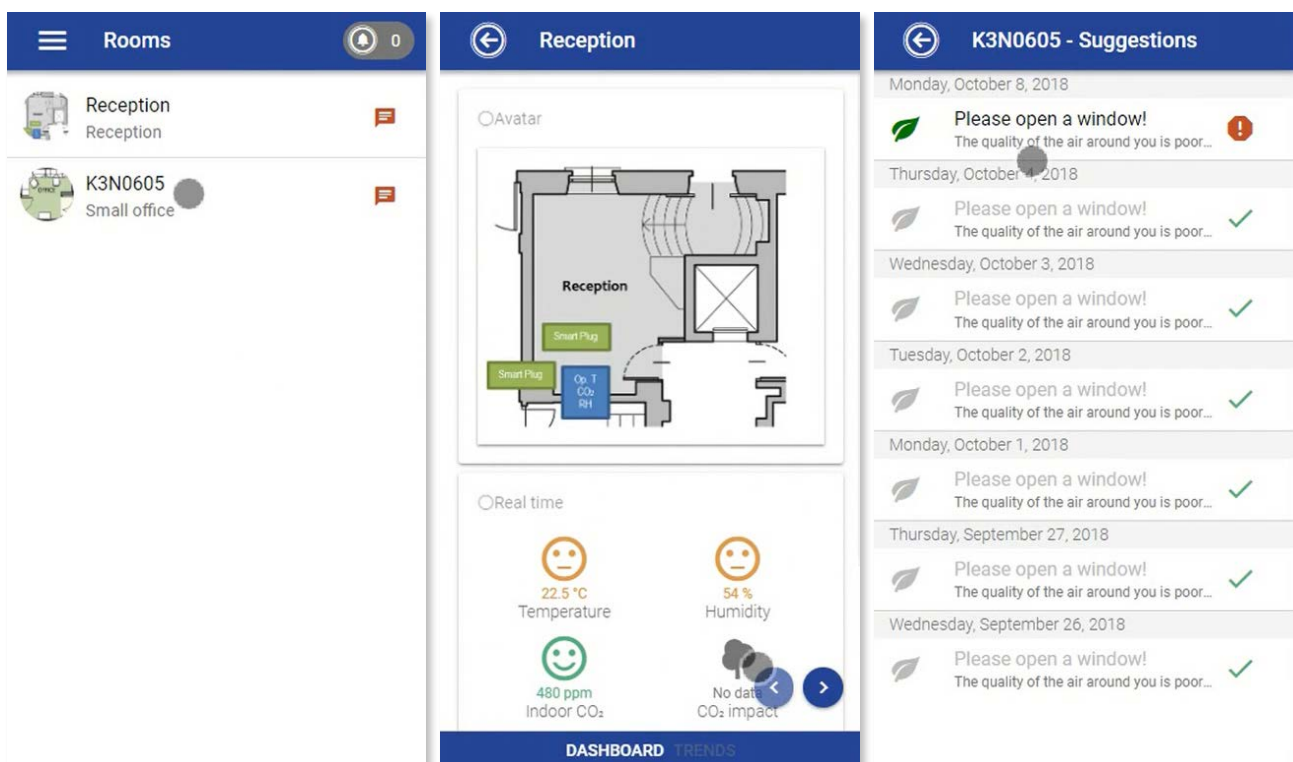 Rooms
0
Reception
Reception
K3N0605
Small office
Reception
Avatar
Reception
Smart Plug
Smart Plug
Op. T
CO₂
RH
Real time
22.5 °C
Temperature
54 %
Humidity
480 ppm
Indoor CO₂
No data
CO₂ impact
DASHBOARD TRENDS
K3N0605 - Suggestions
Monday, October 8, 2018
Please open a window!
The quality of the air around you is poor...
Thursday, October 4, 2018
Please open a window!
The quality of the air around you is poor...
Wednesday, October 3, 2018
Please open a window!
The quality of the air around you is poor...
Tuesday, October 2, 2018
Please open a window!
The quality of the air around you is poor...
Monday, October 1, 2018
Please open a window!
The quality of the air around you is poor...
Thursday, September 27, 2018
Please open a window!
The quality of the air around you is poor...
Wednesday, September 26, 2018
Please open a window!
The quality of the air around you is poor...